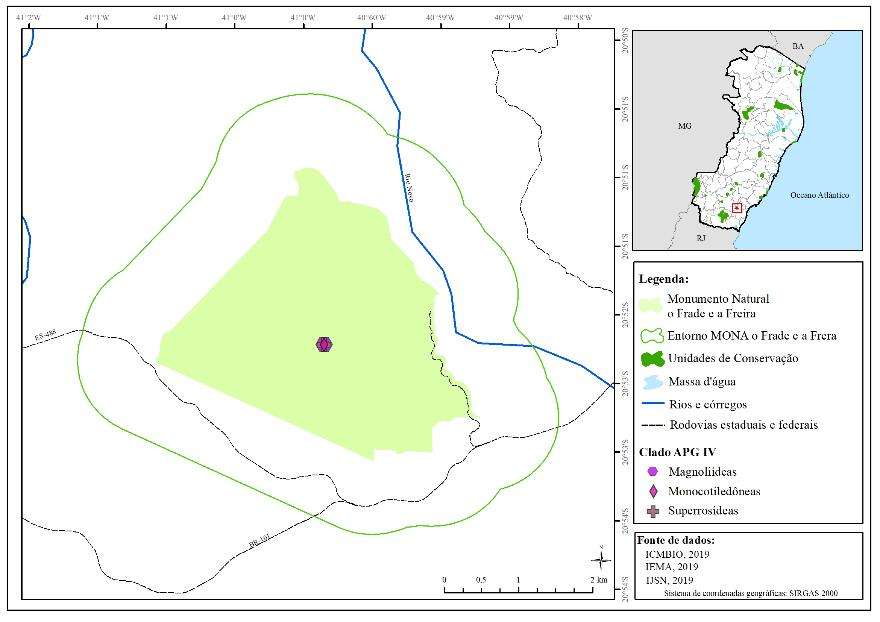 41°2'W 41°1'W 41°1'W 41°0'W 41°0'W 40°60'W 40°59'W 40°59'W 40°58'W
20°50'S
20°51'S
20°51'S
20°51'S
20°52'S
20°53'S
20°53'S
20°54'S
20°54'S
Rio Novo
ES-488
BR-101
0 0,5 1 2 km
BA
MG
Oceano Atlântico
RJ
Legenda:
Monumento Natural
o Frade e a Freira
Entorno MONA o Frade e a Frera
Unidades de Conservação
Massa d'água
Rios e córregos
Rodovias estaduais e federais
Clado APG IV
Magnoliídeas
Monocotiledôneas
Superrosídeas
Fonte de dados:
ICMBIO, 2019
IEMA, 2019
IJSN, 2019
Sistema de coordenadas geográficas: SIRGAS 2000